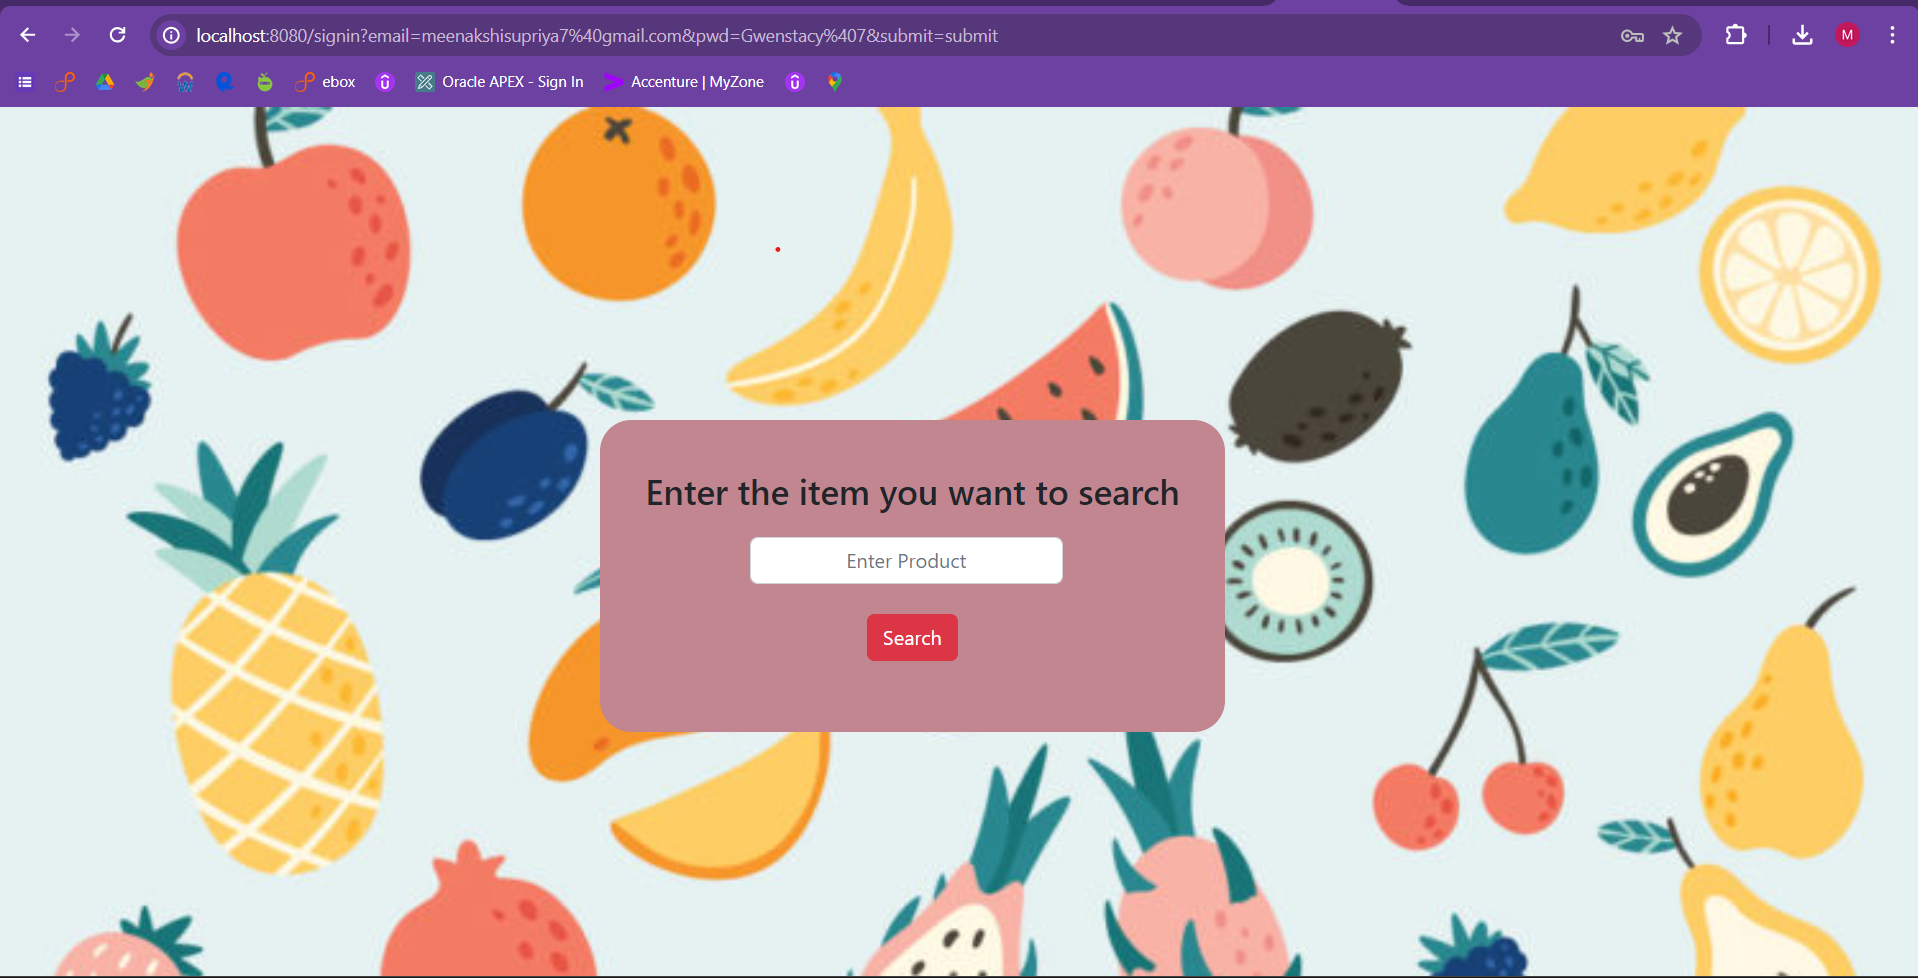 localhost:8080/signin?email=meenakshisupriya7%40gmail.com&pwd=Gwenstacy%407&submit=submit
M
ebox
Oracle APEX - Sign In
Accenture | MyZone
Enter the item you want to search
Enter Product
Search